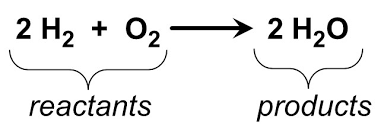 2 H₂ + O₂ → 2 H₂O
reactants products